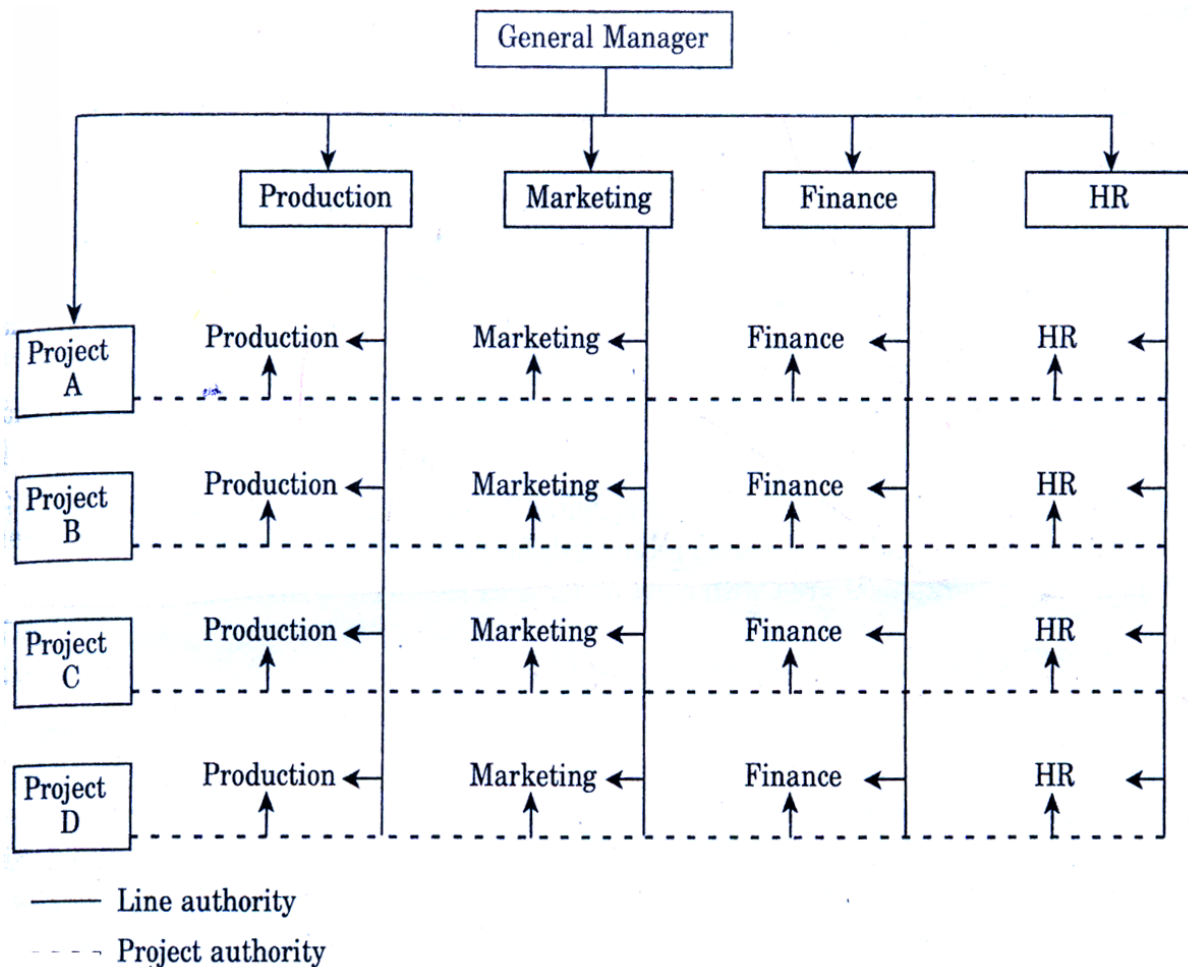 General Manager
Production Marketing Finance HR
Project
A
Production Marketing Finance HR
Project
B
Production Marketing Finance HR
Project
C
Production Marketing Finance HR
Project
D
Production Marketing Finance HR
Line authority
Project authority